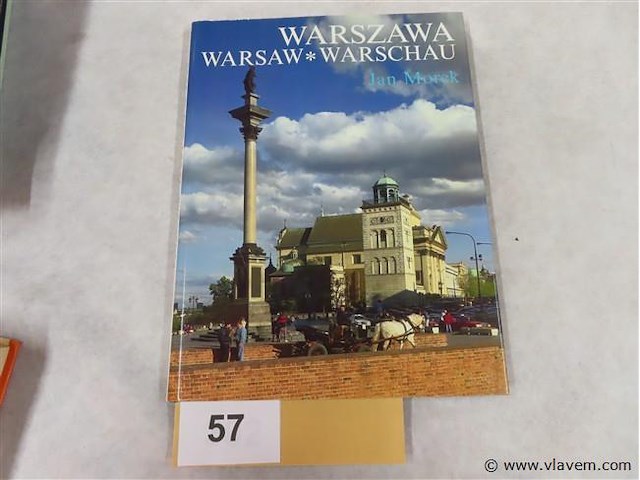 WARSZAWA
WARSAW*WARSCHAU
Jan Morek
57
© www.vlavem.com